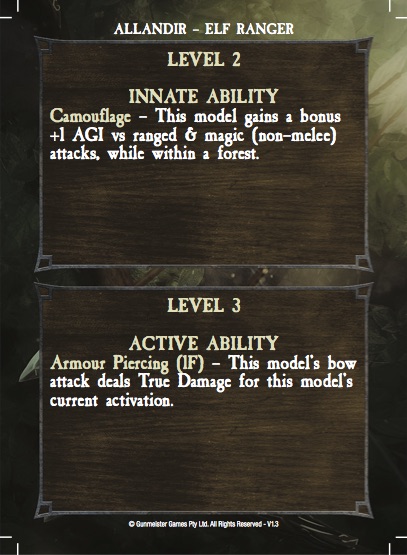 ALLANDIR – ELF RANGER
LEVEL 2
INNATE ABILITY
Camouflage – This model gains a bonus
+1 AGI vs ranged & magic (non-melee)
attacks, while within a forest.
LEVEL 3
ACTIVE ABILITY
Armour Piercing (1F) – This model's bow
attack deals True Damage for this model's
current activation.
© Gunmeister Games Pty Ltd. All Rights Reserved - V1.3